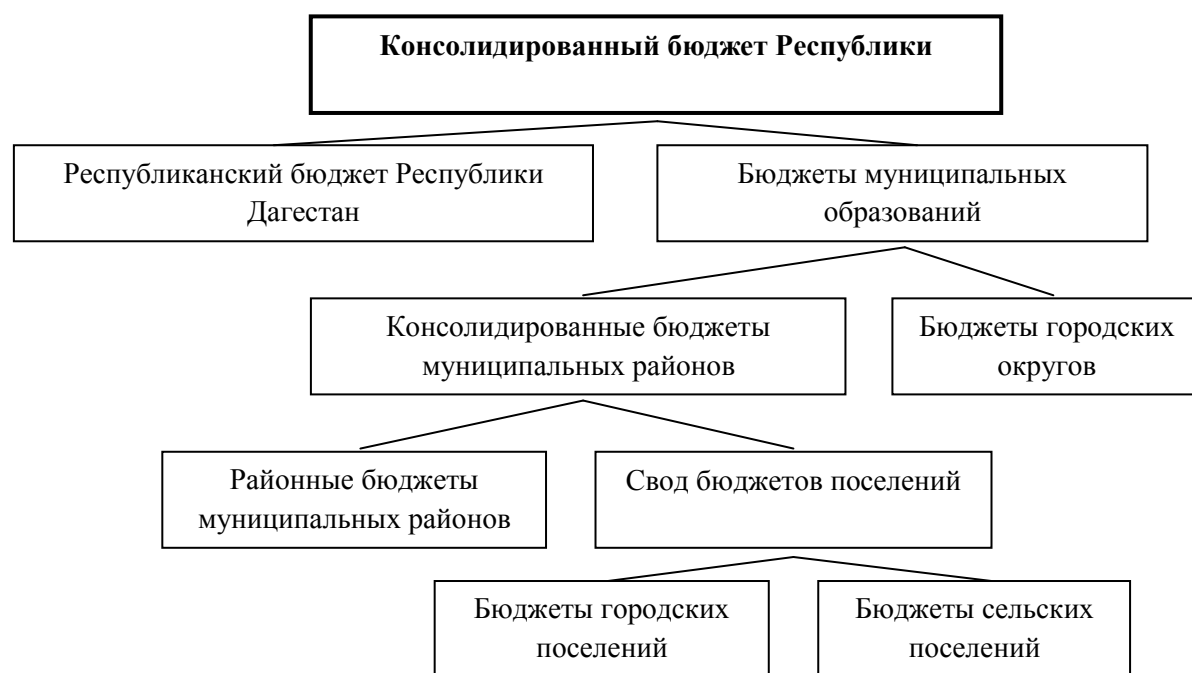 Консолидированный бюджет Республики
Республиканский бюджет Республики
Дагестан
Бюджеты муниципальных
образований
Консолидированные бюджеты
муниципальных районов
Бюджеты городских
округов
Районные бюджеты
муниципальных районов
Свод бюджетов поселений
Бюджеты городских
поселений
Бюджеты сельских
поселений